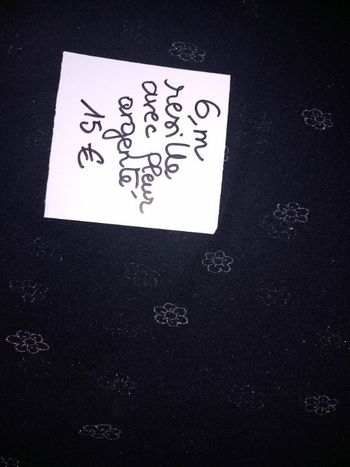 6,m
resille
avec fleur
argenté-
15 €